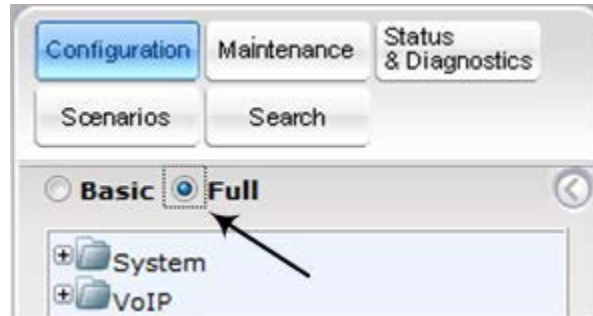 Configuration Maintenance Status
& Diagnostics
Scenarios Search
Basic Full
System
VoIP